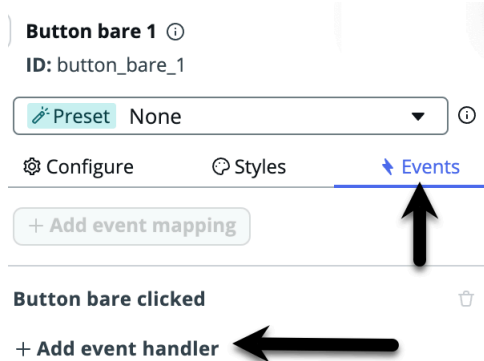 Button bare 1
ID: button_bare_1
Preset None
Configure Styles Events
+ Add event mapping
Button bare clicked
+ Add event handler